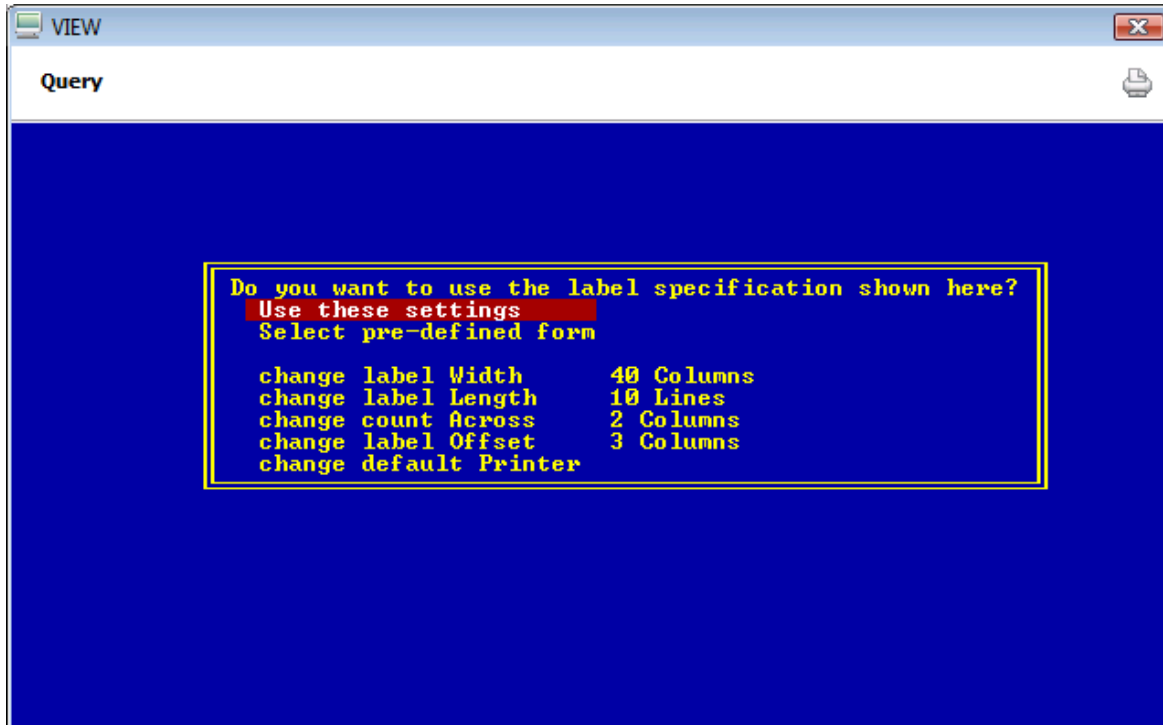 VIEW
Query
Do you want to use the label specification shown here?
Use these settings
Select pre-defined form
change label Width 40 Columns
change label Length 10 Lines
change count Across 2 Columns
change label Offset 3 Columns
change default Printer